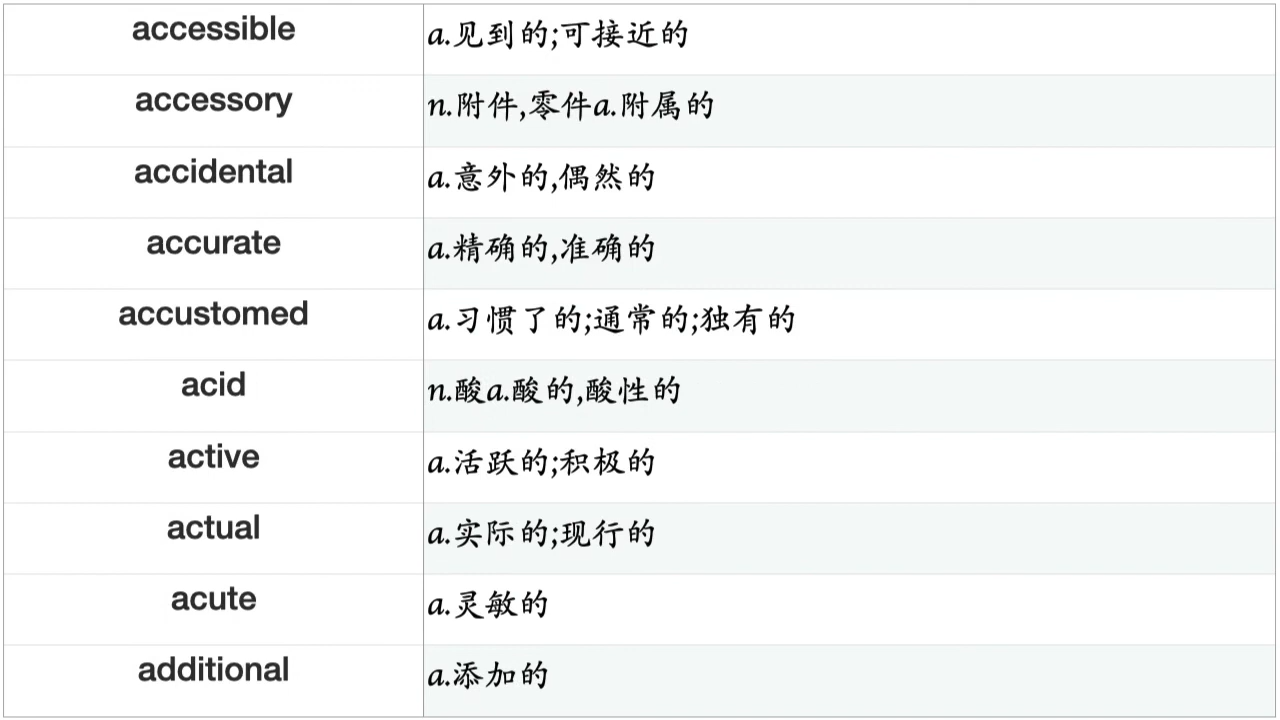 accessible a.见到的;可接近的
accessory n.附件,零件a.附属的
accidental a.意外的,偶然的
accurate a.精确的,准确的
accustomed a.习惯了的;通常的;独有的
acid n.酸a.酸的,酸性的
active a.活跃的;积极的
actual a.实际的;现行的
acute a.灵敏的
additional a.添加的